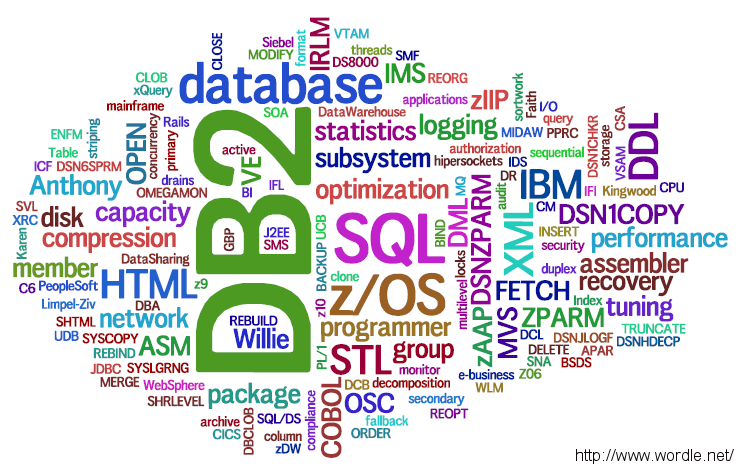 CLOSE
VTAM
Siebel
MODIFY
format
IRLM
threads
SMF
DS8000
CLOB
xQuery
database
IMS
REORG
mainframe
SOA
DataWarehouse
applications
zIIP
sortwork
Faith
I/O
ENFM
striping
concurrency
Rails
primary
statistics
logging
query
MIDAW
PPRC
CSA
Table
OPEN
active
VE
authorization
DSN1CHKR
storage
DDL
ICF
DSN6SPRM
subsystem
hipersockets
IDS
sequential
VSAM
Anthony
drains
OMEGAMON
BI
IFL
optimization
MQ
DR
audit
IBM
IFI
Kingwood
CPU
SVL
XRC
disk
capacity
DB2
SQL
BIND
DML
DSNZPARM
XML
CM
DSN1COPY
Karen
compression
GBP
J2EE
SMS
UCB
BACKUP
INSERT
security
performance
member
DataSharing
clone
locks
duplex
assembler
C6
PeopleSoft
HTML
z9
z/OS
multilevel
FETCH
recovery
Limpel-Ziv
DBA
z10
Index
tuning
SHTML
network
REBUILD
Willie
programmer
zAAP
MVS
ZPARM
TRUNCATE
UDB
SYSCOPY
DCL
DSNJLOGF
DSNHDECP
REBIND
ASM
PL/1
STL
group
DELETE
APAR
JDBC
SYSLGRNG
monitor
SNA
BSDS
MERGE
WebSphere
COBOL
DCB
decomposition
e-business
Z06
SHRLEVEL
package
OSC
secondary
WLM
archive
DBCLOB
SQL/DS
compliance
fallback
REOPT
CICS
column
ORDER
zDW
http://www.wordle.net/